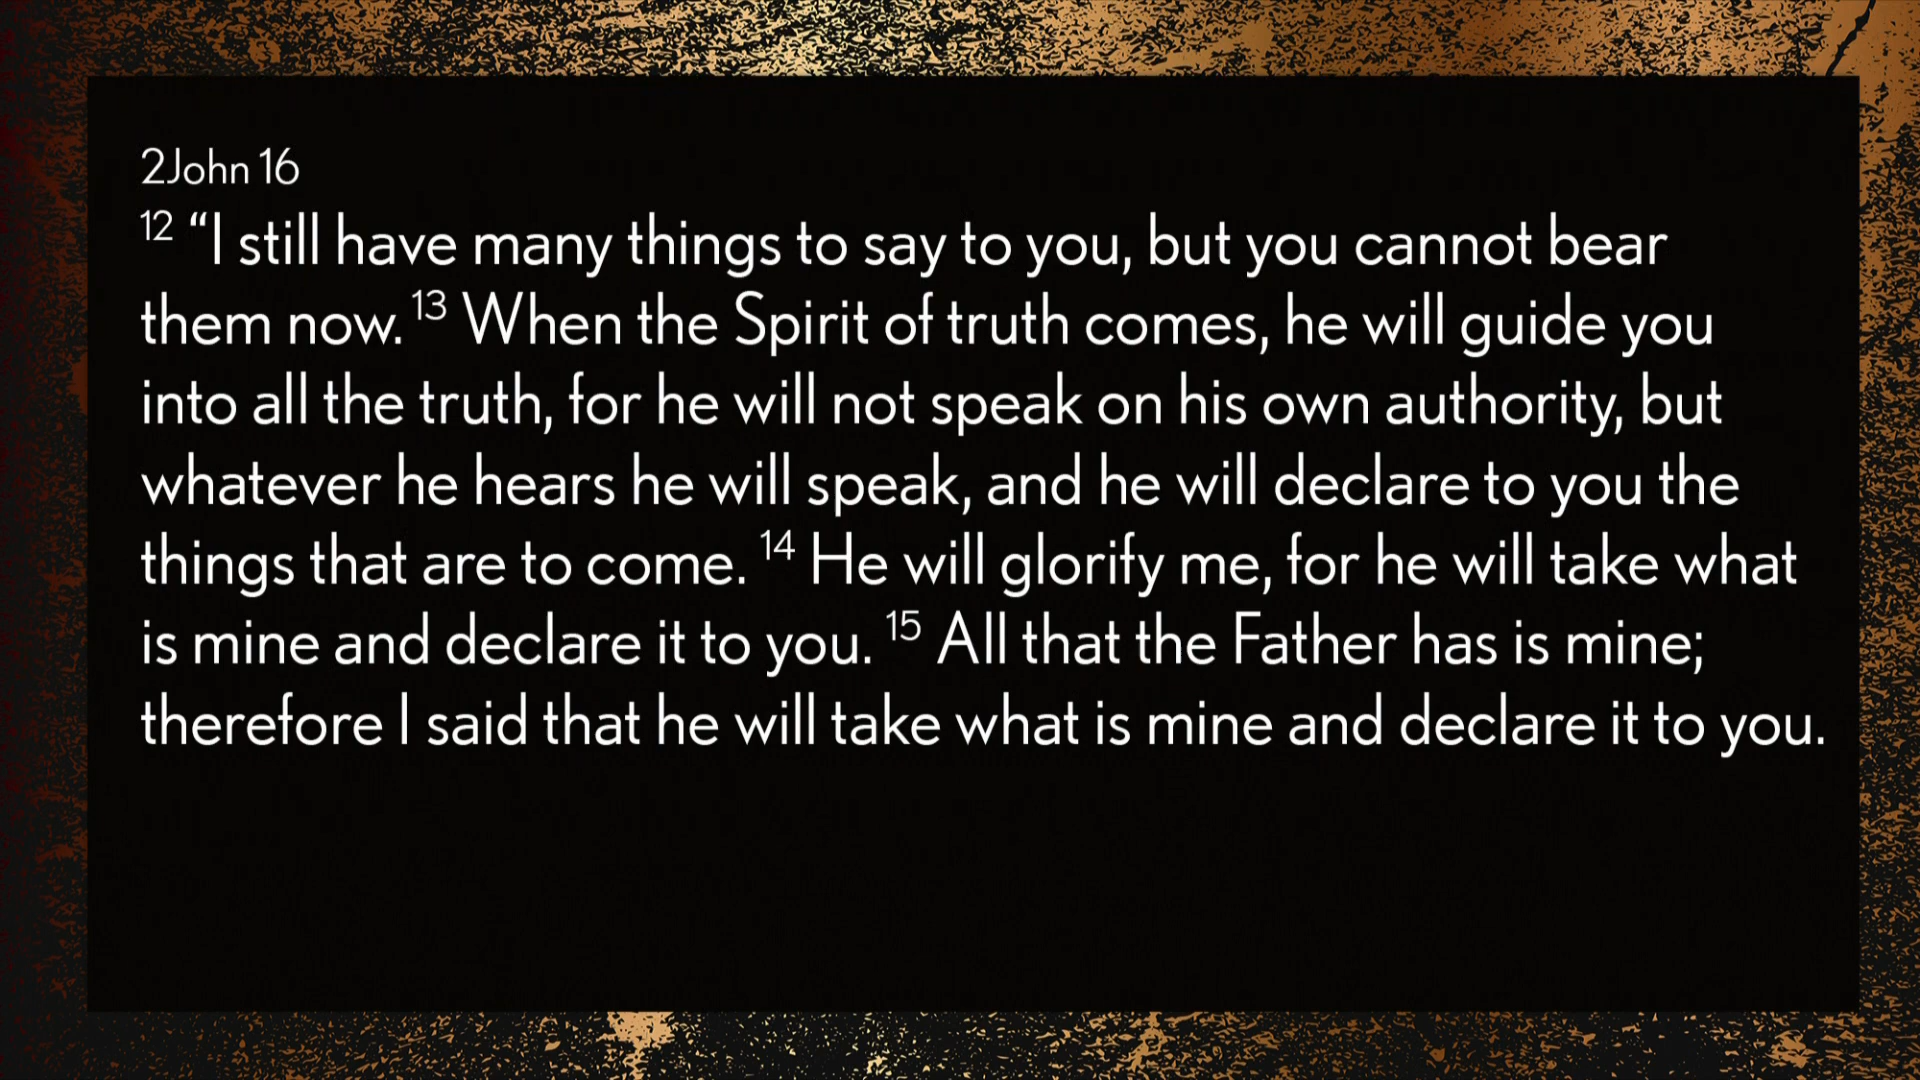 2John 16
12 “I still have many things to say to you, but you cannot bear
them now. 13 When the Spirit of truth comes, he will guide you
into all the truth, for he will not speak on his own authority, but
whatever he hears he will speak, and he will declare to you the
things that are to come. 14 He will glorify me, for he will take what
is mine and declare it to you. 15 All that the Father has is mine;
therefore I said that he will take what is mine and declare it to you.